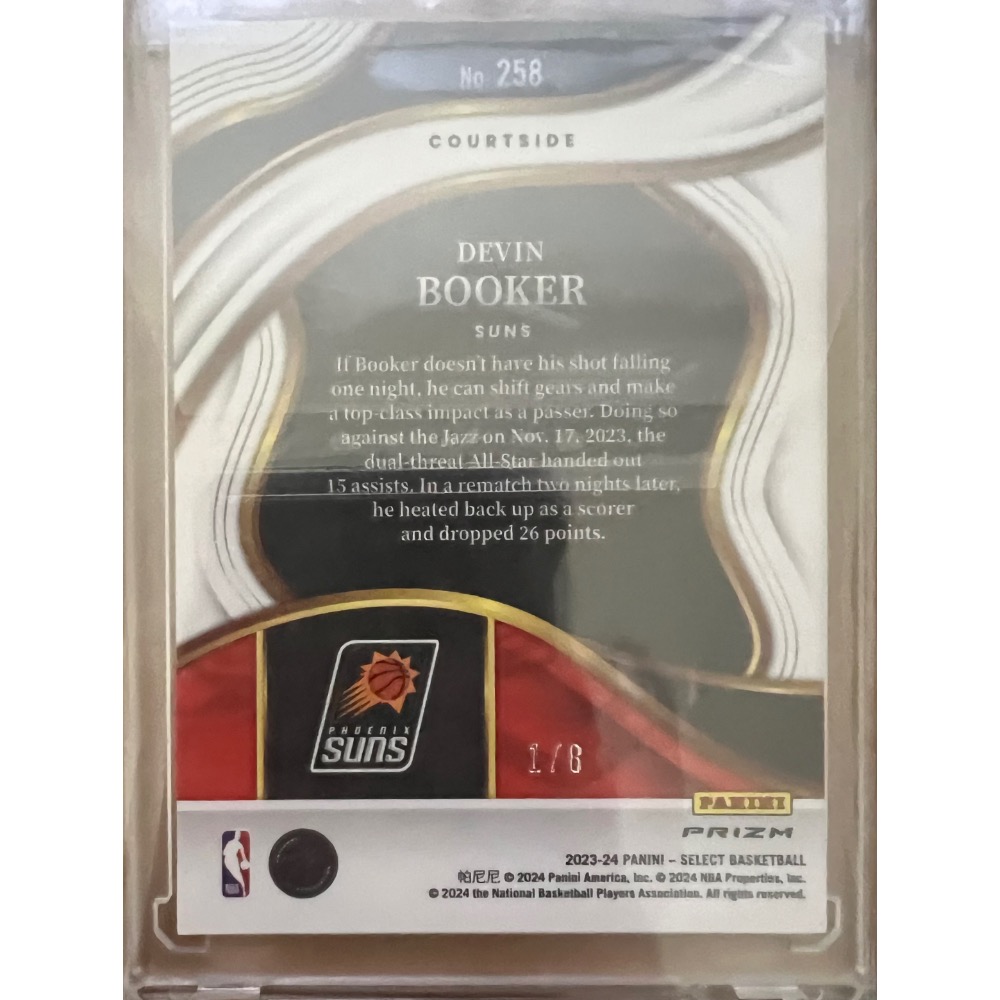 No 258
COURTSIDE
DEVIN
BOOKER
SUNS
If Booker doesn't have his shot falling
one night, he can shift gears and make
a top-class impact as a passer. Doing so
against the Jazz on Nov. 17, 2023, the
dual-threat All-Star handed out
15 assists. In a rematch two nights later,
he heated back up as a scorer
and dropped 26 points.
PHOENIX
SUNS
1/8
PANINI
PRIZM
2023-24 PANINI – SELECT BASKETBALL
帕尼尼 © 2024 Panini America, Inc. © 2024 NBA Properties, Inc.
© 2024 the National Basketball Players Association. All rights reserved.